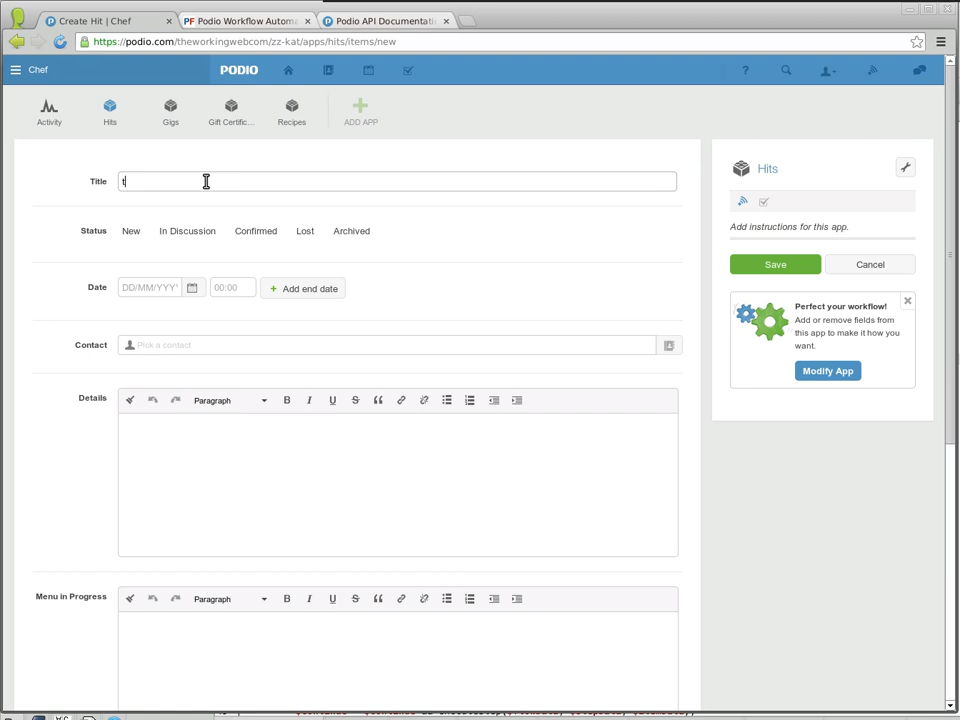 Create Hit | Chef
PF Podio Workflow Automa
Podio API Documentati
https://podio.com/theworkingwebcom/zz-kat/apps/hits/items/new
Chef
PODIO
?
Activity
Hits
Gigs
Gift Certific...
Recipes
ADD APP
Title
t
Status
New
In Discussion
Confirmed
Lost
Archived
Date
DD/MM/YYY
00:00
+ Add end date
Contact
Pick a contact
Details
Paragraph
B I U S
Menu in Progress
Paragraph
B I U S
Hits
Add instructions for this app.
Save
Cancel
Perfect your workflow!
Add or remove fields from
this app to make it how you
want.
Modify App